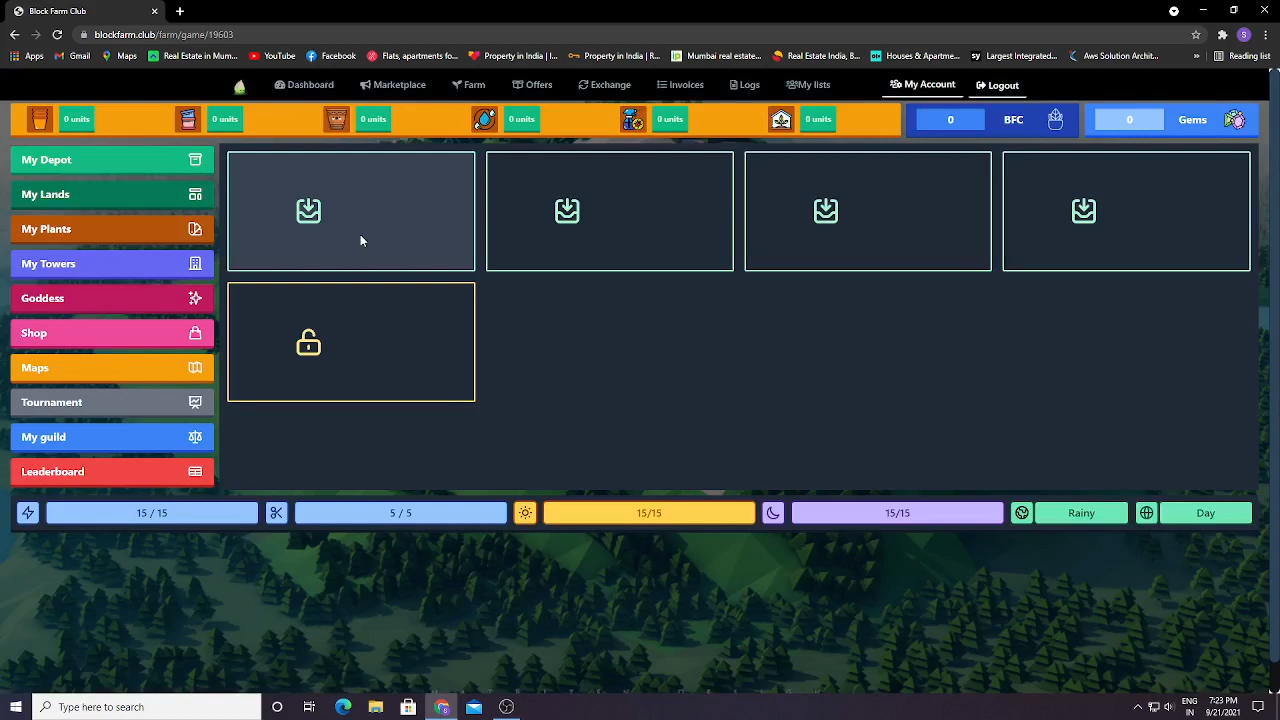 Block Farm Club
blockfarm.club/farm/game/19603
Apps
Gmail
Maps
Real Estate in Mum...
YouTube
Facebook
Flats, apartments fo...
Property in India | L...
Property in India | R...
Mumbai real estate...
Real Estate India, B...
Houses & Apartme...
Largest Integrated...
Aws Solution Archit...
»
Reading list
Dashboard
Marketplace
Farm
Offers
Exchange
Invoices
Logs
My lists
My Account
Logout
0 units
0 units
0 units
0 units
0 units
0 units
0
BFC
0
Gems
My Depot
My Lands
My Plants
My Towers
Goddess
Shop
Maps
Tournament
My guild
Leaderboard
15 / 15
5 / 5
15/15
15/15
Rainy
Day
Type here to search
ENG
IN
7:23 PM
9/21/2021